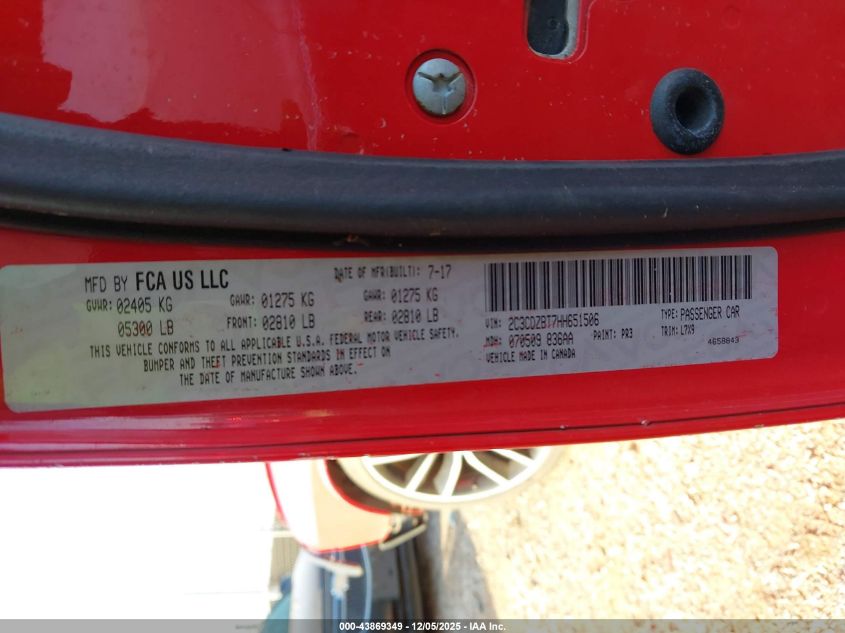 MFD BY FCA US LLC
DATE OF MFR(BUILT): 7-17
GVWR: 02405 KG GAWR: 01275 KG GAWR: 01275 KG
05300 LB FRONT: 02810 LB REAR: 02810 LB
THIS VEHICLE CONFORMS TO ALL APPLICABLE U.S.A. FEDERAL MOTOR VEHICLE SAFETY,
BUMPER AND THEFT PREVENTION STANDARDS IN EFFECT ON
THE DATE OF MANUFACTURE SHOWN ABOVE.
VIN: 2C3CDZBT7HH651506 TYPE: PASSENGER CAR
MDH: 070509 836AA PAINT: PR3 TRIM: L7X9
VEHICLE MADE IN CANADA 4658843
000-43869349 - 12/05/2025 - IAA Inc.